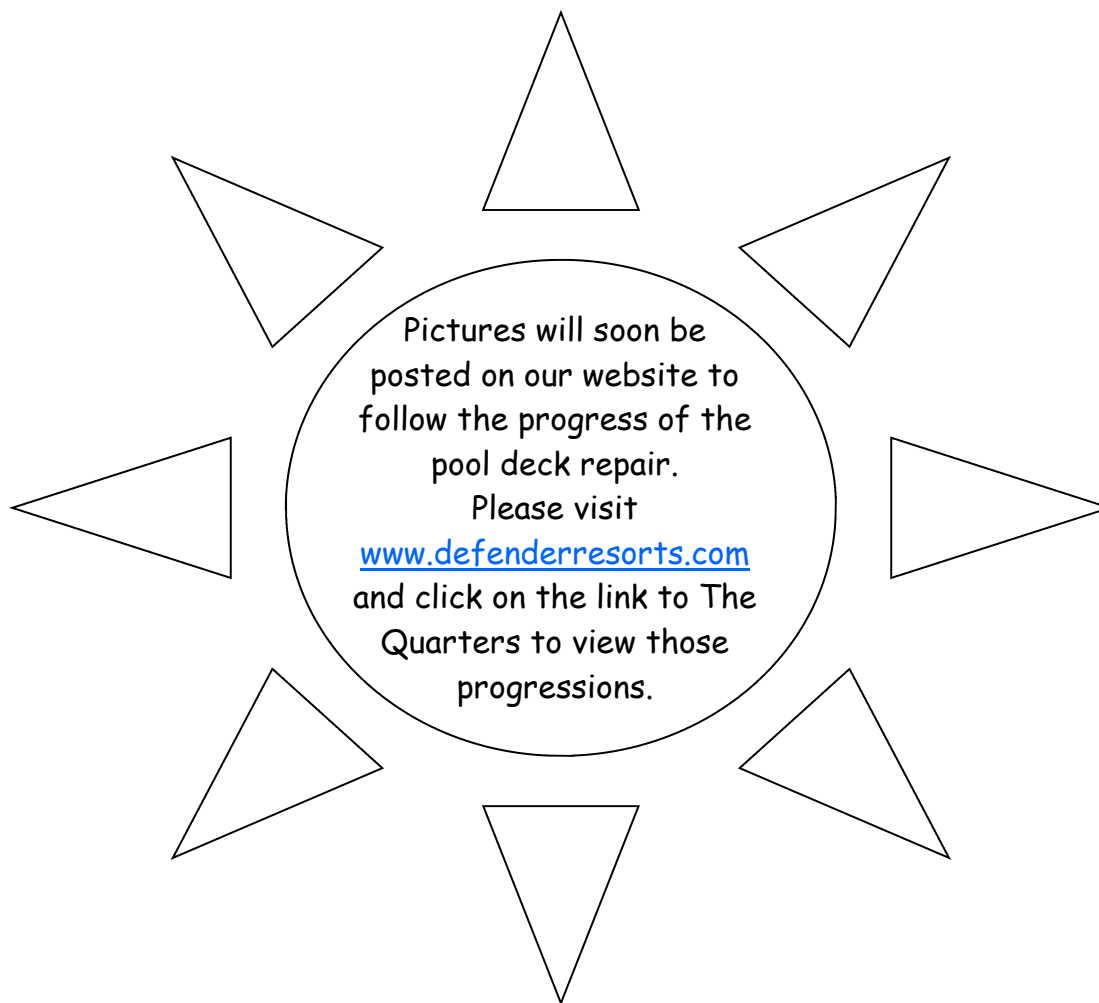 Pictures will soon be
posted on our website to
follow the progress of the
pool deck repair.
Please visit
www.defenderresorts.com
and click on the link to The
Quarters to view those
progressions.